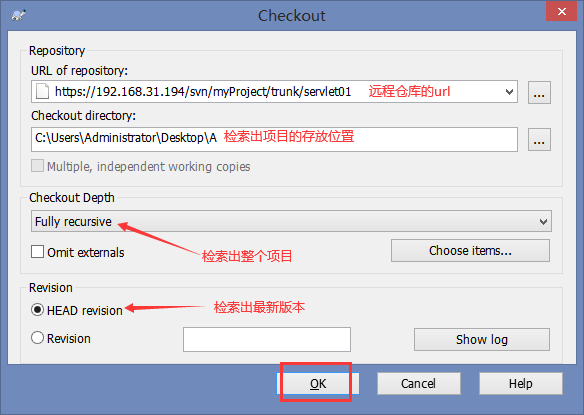 Checkout
Repository
URL of repository:
https://192.168.31.194/svn/myProject/trunk/servlet01 远程仓库的url
...
Checkout directory:
C:\Users\Administrator\Desktop\A 检索出项目的存放位置
...
Multiple, independent working copies
Checkout Depth
Fully recursive
Omit externals
检索出整个项目
Choose items...
Revision
HEAD revision
检索出最新版本
Revision
Show log
OK
Cancel
Help